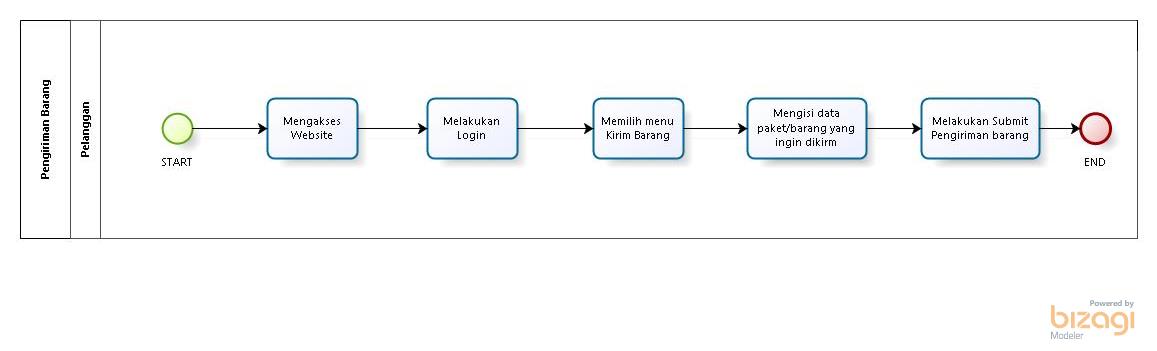 Pengiriman Barang
Pelanggan
START
Mengakses
Website
Melakukan
Login
Memilih menu
Kirim Barang
Mengisi data
paket/barang yang
ingin dikirm
Melakukan Submit
Pengiriman barang
END
Powered by
bizagi
Modeler